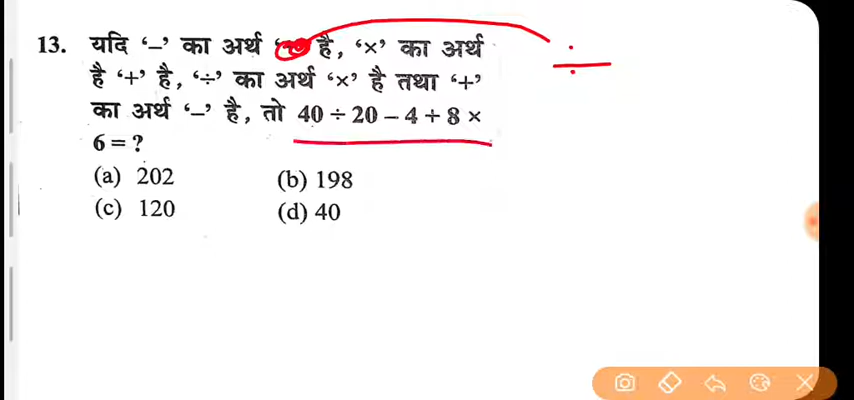 13. यदि ‘–’ का अर्थ ‘ है, ‘×’ का अर्थ
है ‘+’ है, ‘÷’ का अर्थ ‘×’ है तथा ‘+’
का अर्थ ‘–’ है, तो 40 ÷ 20 – 4 + 8 ×
6 = ?
(a) 202 (b) 198
(c) 120 (d) 40
÷